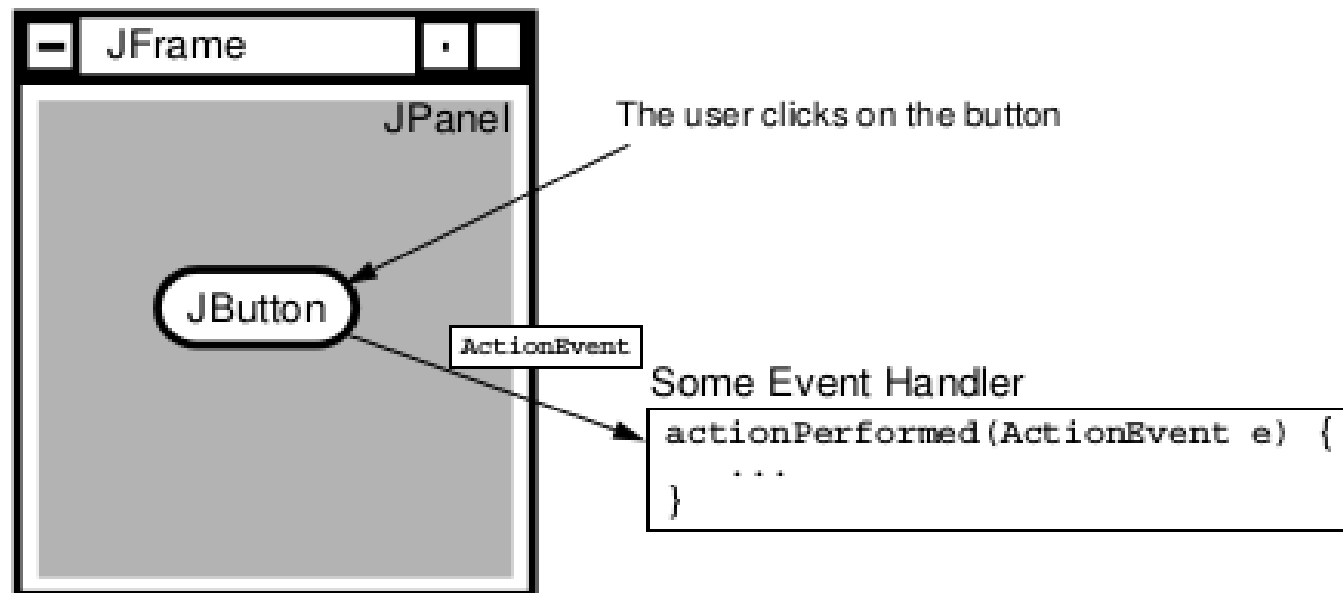 JFrame
JPanel
The user clicks on the button
JButton
ActionEvent
Some Event Handler
actionPerformed(ActionEvent e) {
...
}